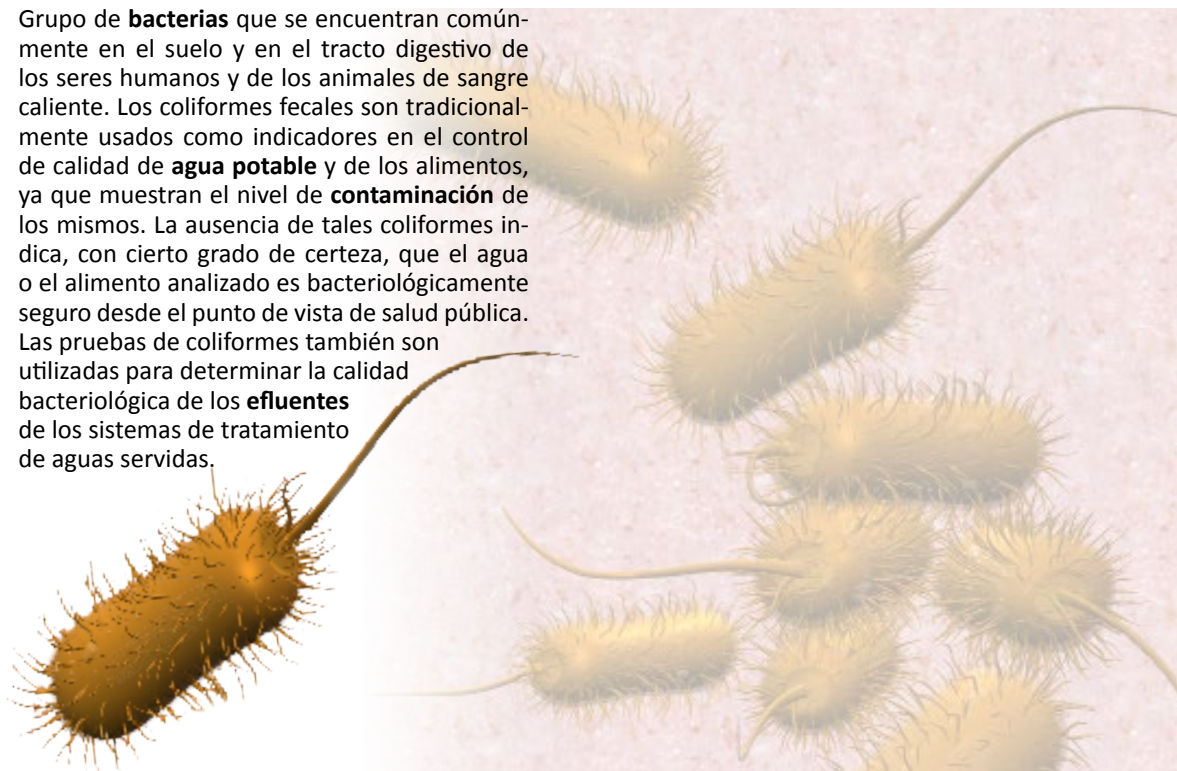 Grupo de bacterias que se encuentran común-
mente en el suelo y en el tracto digestivo de
los seres humanos y de los animales de sangre
caliente. Los coliformes fecales son tradicional-
mente usados como indicadores en el control
de calidad de agua potable y de los alimentos,
ya que muestran el nivel de contaminación de
los mismos. La ausencia de tales coliformes in-
dica, con cierto grado de certeza, que el agua
o el alimento analizado es bacteriológicamente
seguro desde el punto de vista de salud pública.
Las pruebas de coliformes también son
utilizadas para determinar la calidad
bacteriológica de los efluentes
de los sistemas de tratamiento
de aguas servidas.